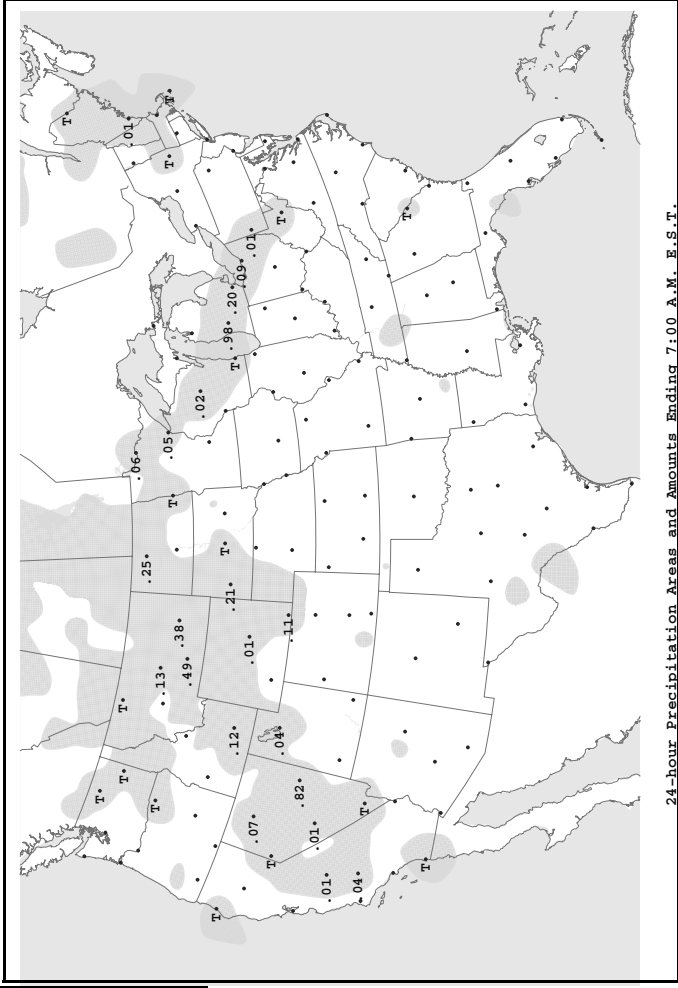 24-hour Precipitation Areas and Amounts Ending 7:00 A.M. E.S.T.
T
T
.01
T
T
T
.01
.09
.20
.98
T
.02
.05
.06
T
T
.25
.21
.11
.38
.01
.49
.13
T
.12
.04
T
T
T
.82
.07
.01
T
T
.01
.04
T
T